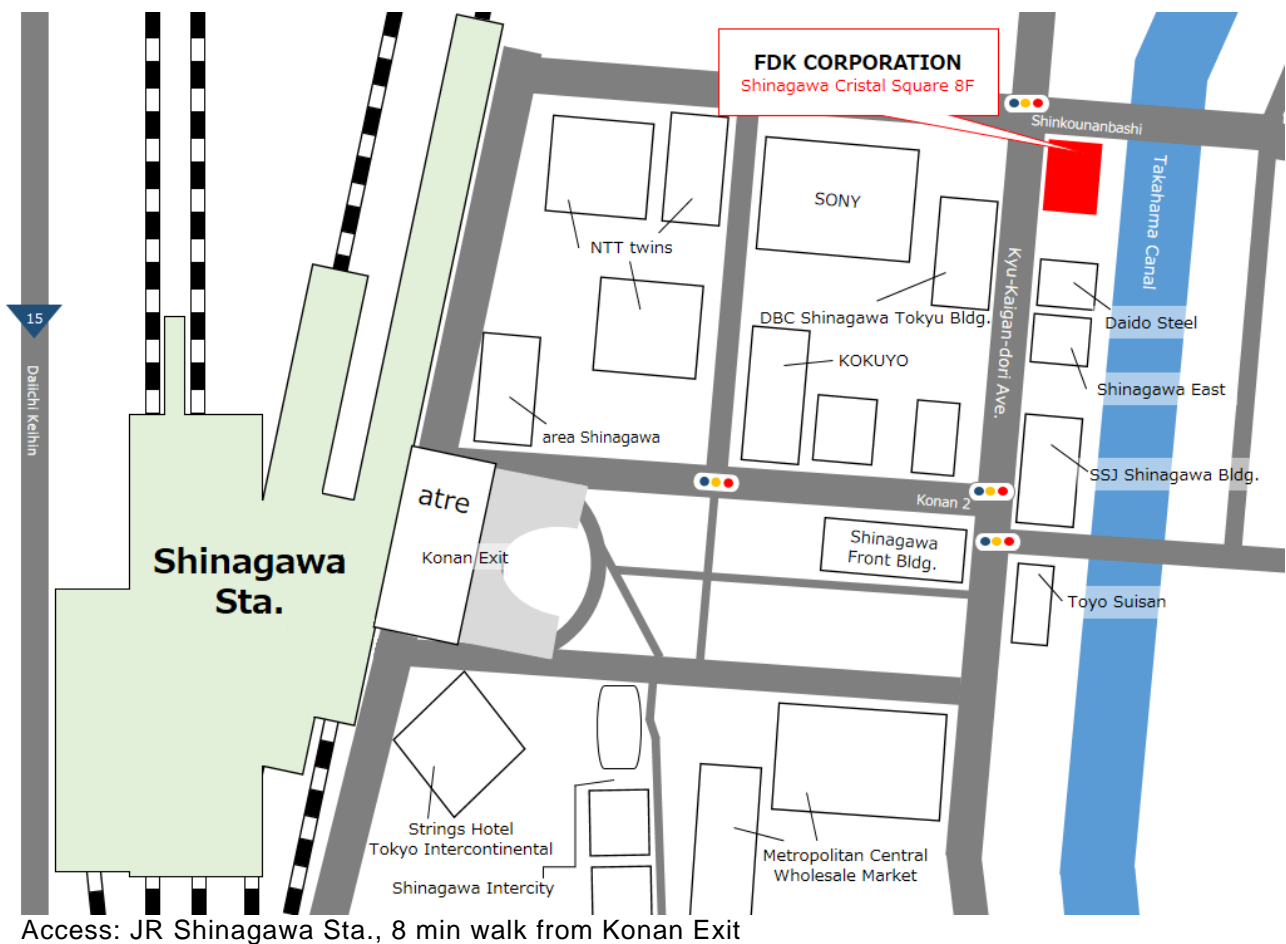 FDK CORPORATION
Shinagawa Cristal Square 8F
Shinkounanbashi
Takahama Canal
SONY
NTT twins
Kyu-Kaigan-dori Ave.
15
DBC Shinagawa Tokyu Bldg.
Daido Steel
KOKUYO
Daiichi Keihin
Shinagawa East
area Shinagawa
SSJ Shinagawa Bldg.
atre
Konan 2
Shinagawa
Front Bldg.
Konan Exit
Shinagawa
Sta.
Toyo Suisan
Strings Hotel
Tokyo Intercontinental
Shinagawa Intercity
Metropolitan Central
Wholesale Market
Access: JR Shinagawa Sta., 8 min walk from Konan Exit